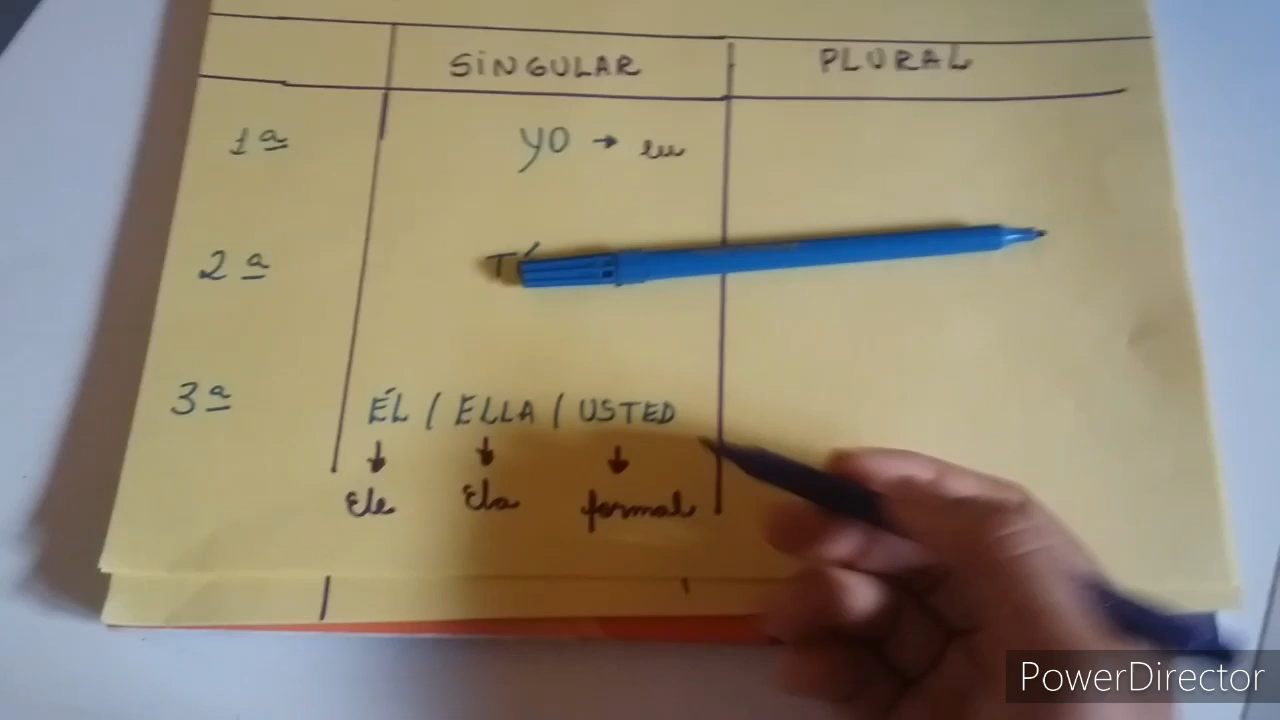 SINGULAR PLURAL
1ª YO → eu
2ª
3ª ÉL / ELLA / USTED
Ele Ela formal
PowerDirector